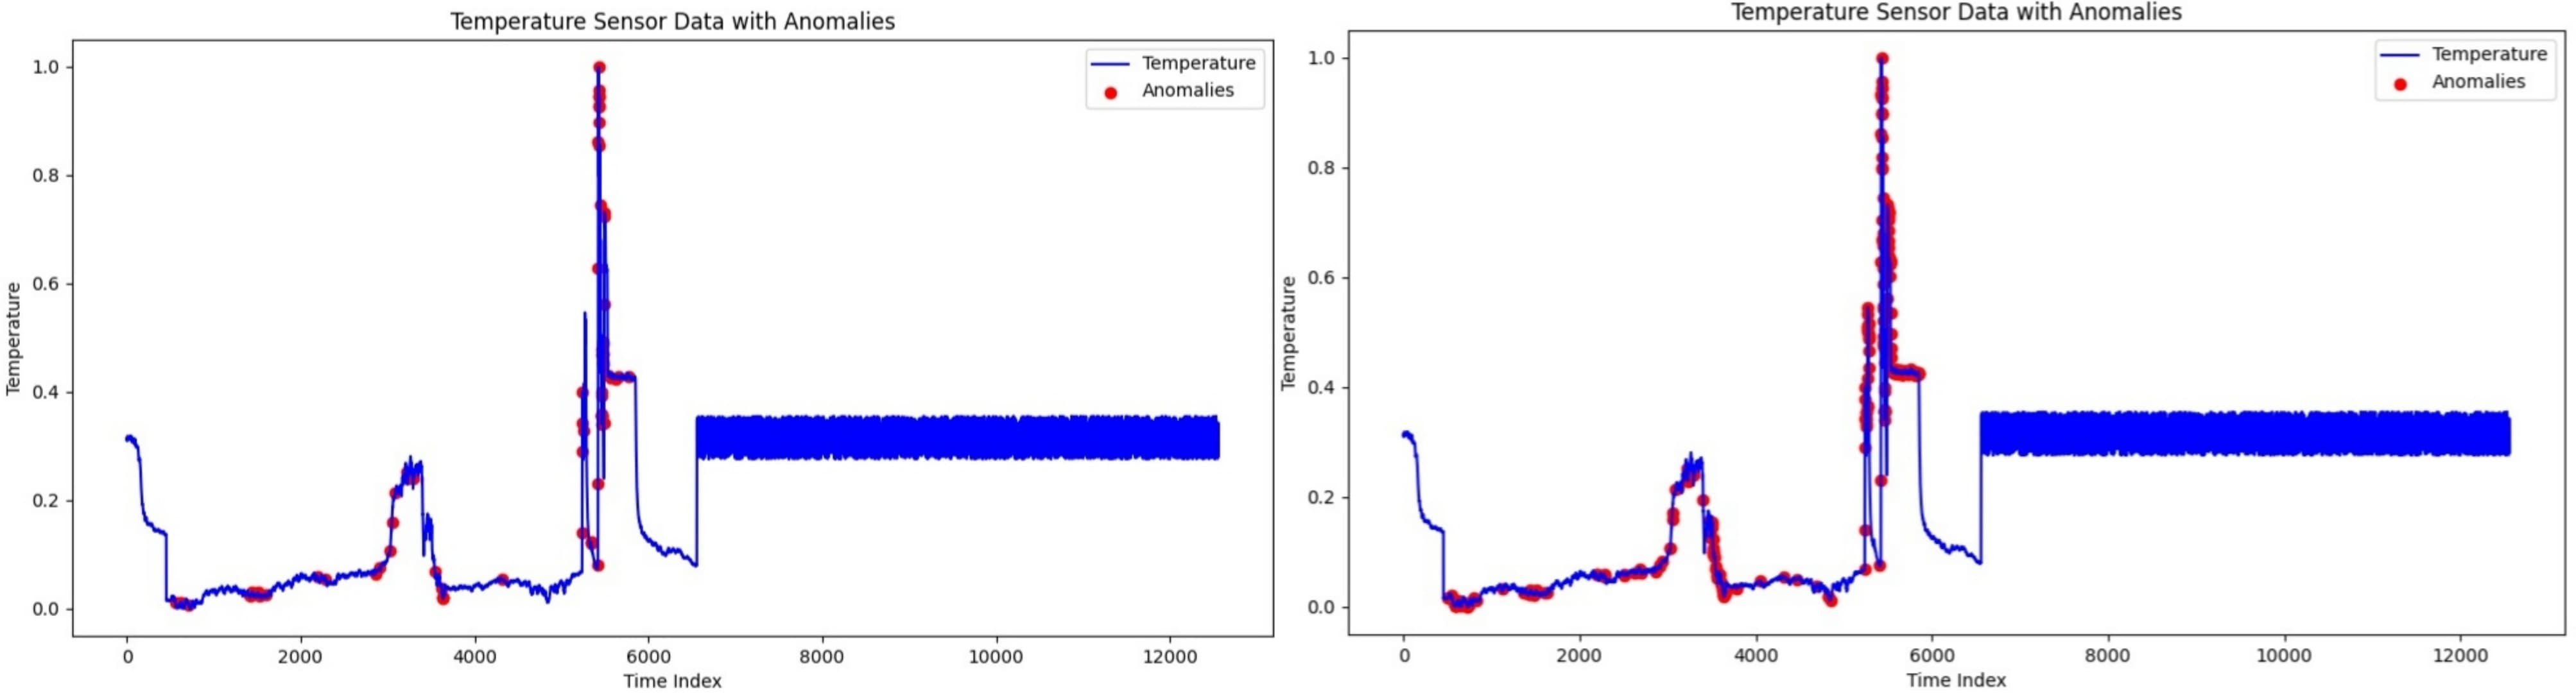 Temperature Sensor Data with Anomalies
Temperature
Anomalies
1.0
0.8
0.6
0.4
0.2
0.0
Temperature
0 2000 4000 6000 8000 10000 12000
Time Index
Temperature Sensor Data with Anomalies
Temperature
Anomalies
1.0
0.8
0.6
0.4
0.2
0.0
Temperature
0 2000 4000 6000 8000 10000 12000
Time Index